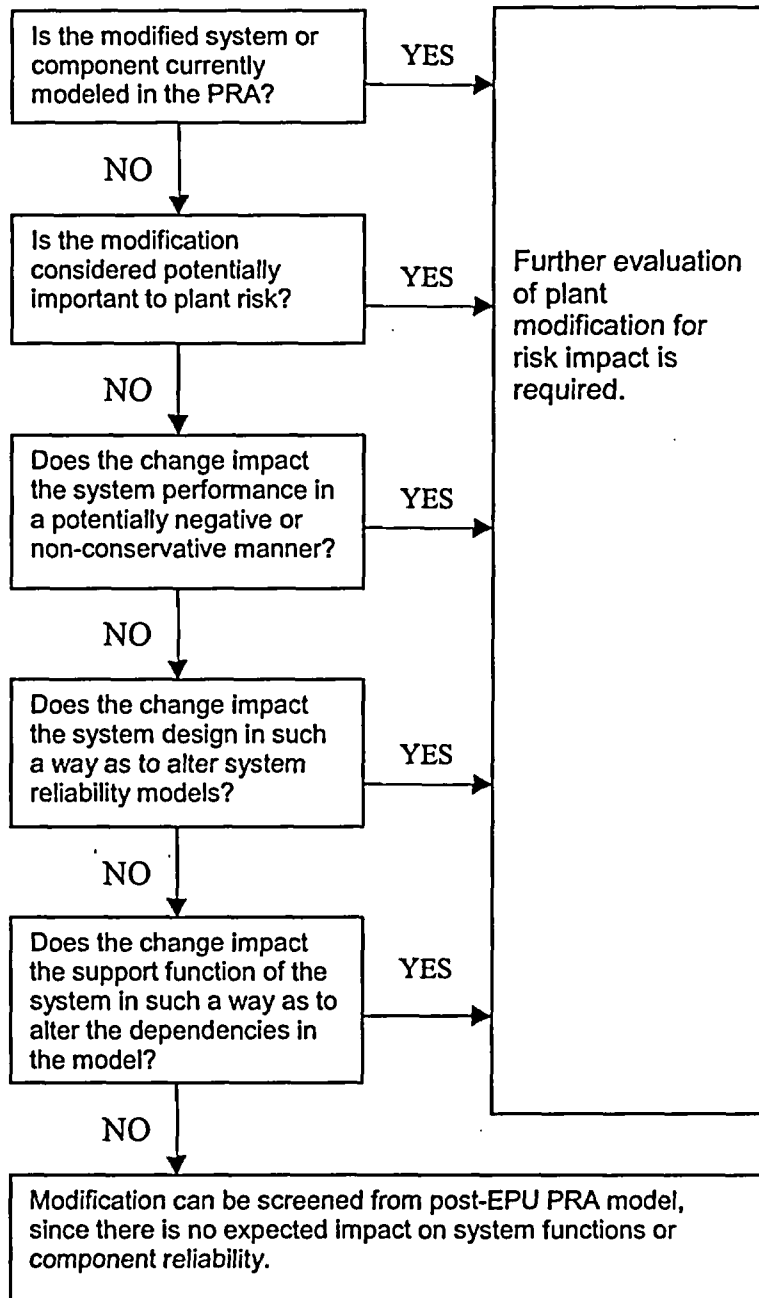 Is the modified system or
component currently
modeled in the PRA?
YES
NO
Is the modification
considered potentially
important to plant risk?
YES
Further evaluation
of plant
modification for
risk impact is
required.
NO
Does the change impact
the system performance in
a potentially negative or
non-conservative manner?
YES
NO
Does the change impact
the system design in such
a way as to alter system
reliability models?
YES
NO
Does the change impact
the support function of the
system in such a way as to
alter the dependencies in
the model?
YES
NO
Modification can be screened from post-EPU PRA model,
since there is no expected impact on system functions or
component reliability.